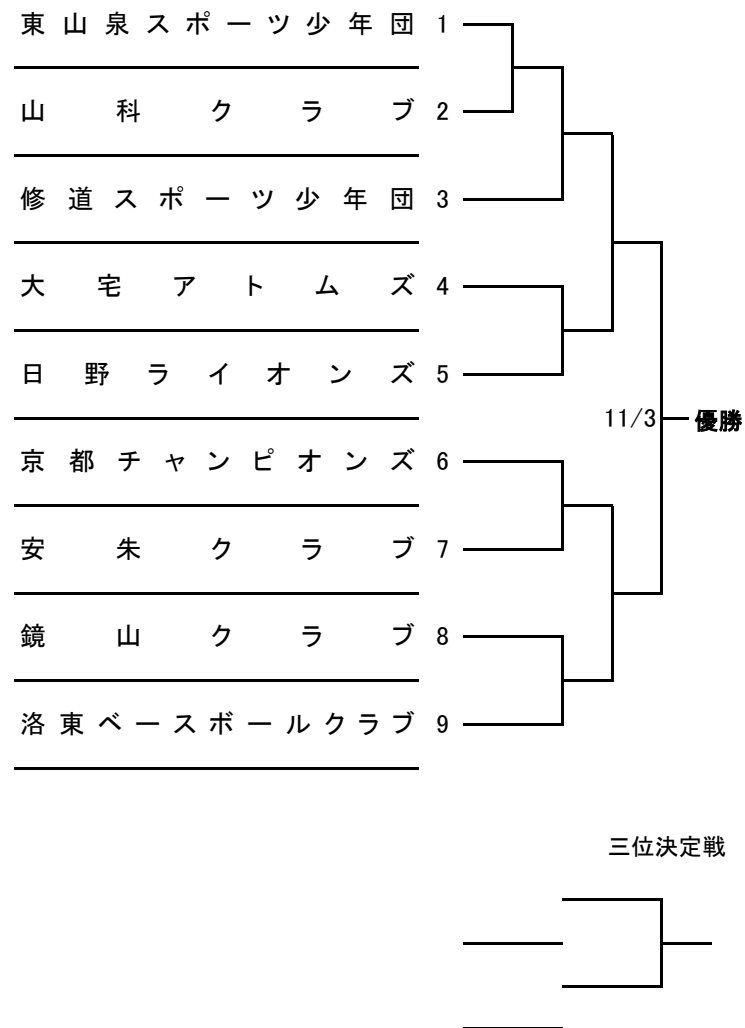 東山泉スポーツ少年団 1
山科クラブ 2
修道スポーツ少年団 3
大宅アトムズ 4
日野ライオンズ 5
11/3 優勝
京都チャンピオンズ 6
安朱クラブ 7
鏡山クラブ 8
洛東ベースボールクラブ 9
三位決定戦